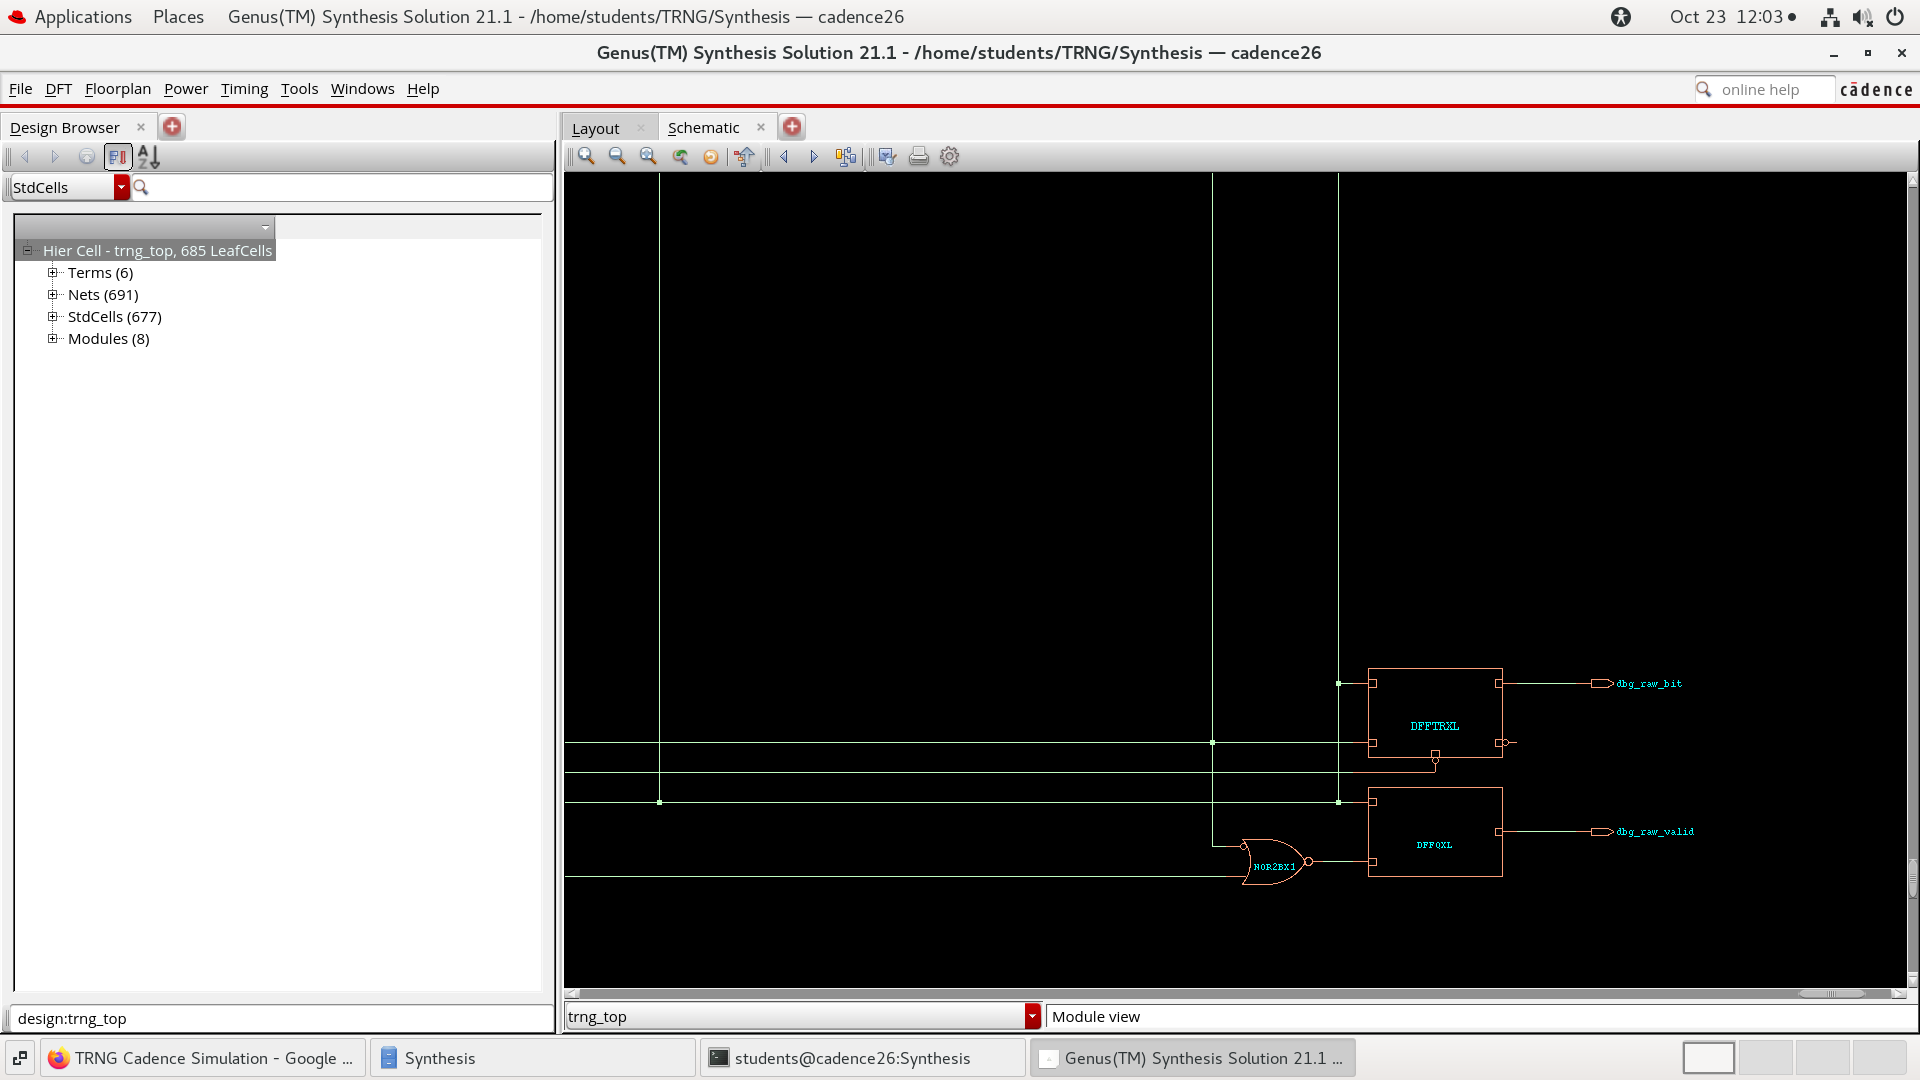 Applications Places Genus(TM) Synthesis Solution 21.1 - /home/students/TRNG/Synthesis — cadence26 Oct 23 12:03
Genus(TM) Synthesis Solution 21.1 - /home/students/TRNG/Synthesis — cadence26
File DFT Floorplan Power Timing Tools Windows Help online help cādence
Design Browser Layout Schematic
StdCells
Hier Cell - trng_top, 685 LeafCells
Terms (6)
Nets (691)
StdCells (677)
Modules (8)
dbg_raw_bit
DFFTRXL
dbg_raw_valid
DFFQXL
NOR2BX1
design:trng_top trng_top Module view
TRNG Cadence Simulation - Google ... Synthesis students@cadence26:Synthesis Genus(TM) Synthesis Solution 21.1 ...